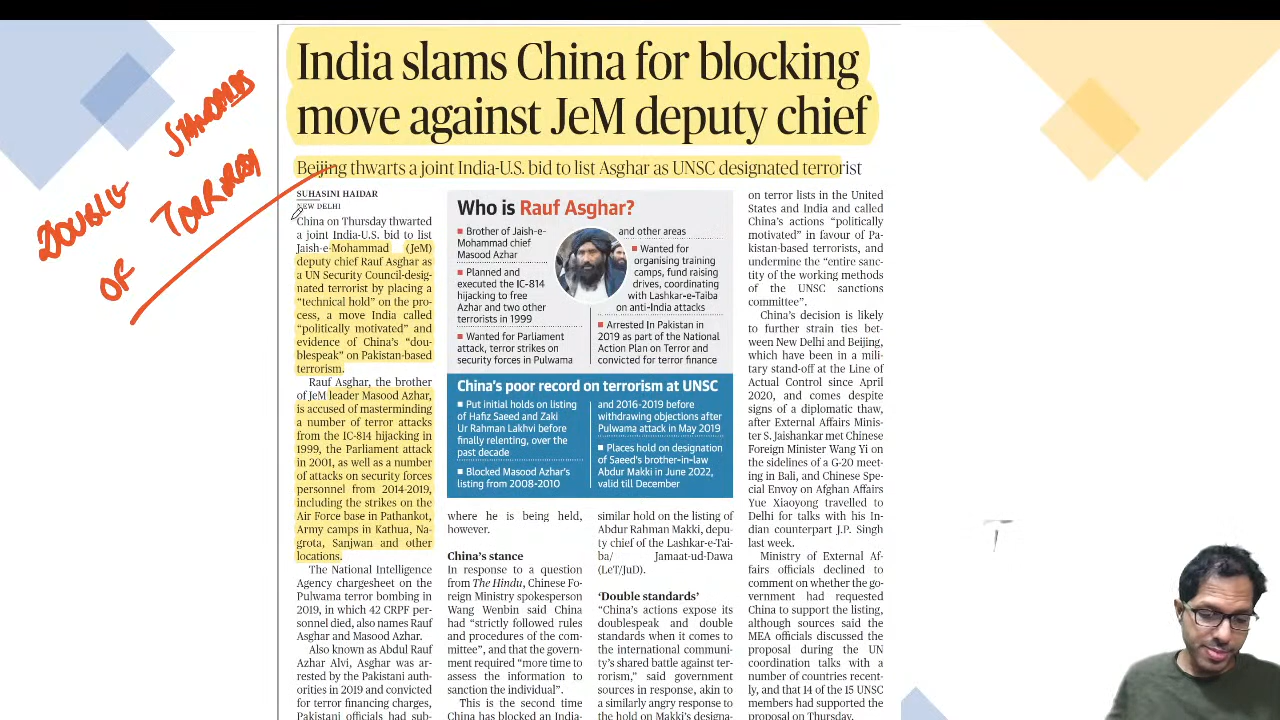 DOUBLE STANDARDS
OF TERRORISM
India slams China for blocking
move against JeM deputy chief
Beijing thwarts a joint India-U.S. bid to list Asghar as UNSC designated terrorist
SUHASINI HAIDAR
NEW DELHI
China on Thursday thwarted
a joint India-U.S. bid to list
Jaish-e-Mohammad (JeM)
deputy chief Rauf Asghar as
a UN Security Council-desig-
nated terrorist by placing a
“technical hold” on the pro-
cess, a move India called
“politically motivated” and
evidence of China’s “dou-
blespeak” on Pakistan-based
terrorism.
Rauf Asghar, the brother
of JeM leader Masood Azhar,
is accused of masterminding
a number of terror attacks
from the IC-814 hijacking in
1999, the Parliament attack
in 2001, as well as a number
of attacks on security forces
personnel from 2014-2019,
including the strikes on the
Air Force base in Pathankot,
Army camps in Kathua, Na-
grota, Sanjwan and other
locations.
The National Intelligence
Agency chargesheet on the
Pulwama terror bombing in
2019, in which 42 CRPF per-
sonnel died, also names Rauf
Asghar and Masood Azhar.
Also known as Abdul Rauf
Azhar Alvi, Asghar was ar-
rested by the Pakistani auth-
orities in 2019 and convicted
for terror financing charges,
Pakistani officials had sub-
Who is Rauf Asghar?
Brother of Jaish-e-
Mohammad chief
Masood Azhar
Planned and
executed the IC-814
hijacking to free
Azhar and two other
terrorists in 1999
Wanted for Parliament
attack, terror strikes on
security forces in Pulwama
and other areas
Wanted for
organising training
camps, fund raising
drives, coordinating
with Lashkar-e-Taiba
on anti-India attacks
Arrested In Pakistan in
2019 as part of the National
Action Plan on Terror and
convicted for terror finance
China’s poor record on terrorism at UNSC
Put initial holds on listing
of Hafiz Saeed and Zaki
Ur Rahman Lakhvi before
finally relenting, over the
past decade
Blocked Masood Azhar’s
listing from 2008-2010
and 2016-2019 before
withdrawing objections after
Pulwama attack in May 2019
Places hold on designation
of Saeed’s brother-in-law
Abdur Makki in June 2022,
valid till December
where he is being held,
however.
China’s stance
In response to a question
from The Hindu, Chinese Fo-
reign Ministry spokesperson
Wang Wenbin said China
had “strictly followed rules
and procedures of the com-
mittee”, and that the govern-
ment required “more time to
assess the information to
sanction the individual”.
This is the second time
China has blocked an India-
similar hold on the listing of
Abdur Rahman Makki, depu-
ty chief of the Lashkar-e-Tai-
ba/ Jamaat-ud-Dawa
(LeT/JuD).
‘Double standards’
“China’s actions expose its
doublespeak and double
standards when it comes to
the international communi-
ty’s shared battle against ter-
rorism,” said government
sources in response, akin to
a similarly angry response to
the hold on Makki’s designa-
on terror lists in the United
States and India and called
China’s actions “politically
motivated” in favour of Pa-
kistan-based terrorists, and
undermine the “entire sanc-
tity of the working methods
of the UNSC sanctions
committee”.
China’s decision is likely
to further strain ties bet-
ween New Delhi and Beijing,
which have been in a mili-
tary stand-off at the Line of
Actual Control since April
2020, and comes despite
signs of a diplomatic thaw,
after External Affairs Minis-
ter S. Jaishankar met Chinese
Foreign Minister Wang Yi on
the sidelines of a G-20 meet-
ing in Bali, and Chinese Spe-
cial Envoy on Afghan Affairs
Yue Xiaoyong travelled to
Delhi for talks with his In-
dian counterpart J.P. Singh
last week.
Ministry of External Af-
fairs officials declined to
comment on whether the go-
vernment had requested
China to support the listing,
although sources said the
MEA officials discussed the
proposal during the UN
coordination talks with a
number of countries recent-
ly, and that 14 of the 15 UNSC
members had supported the
proposal on Thursday.